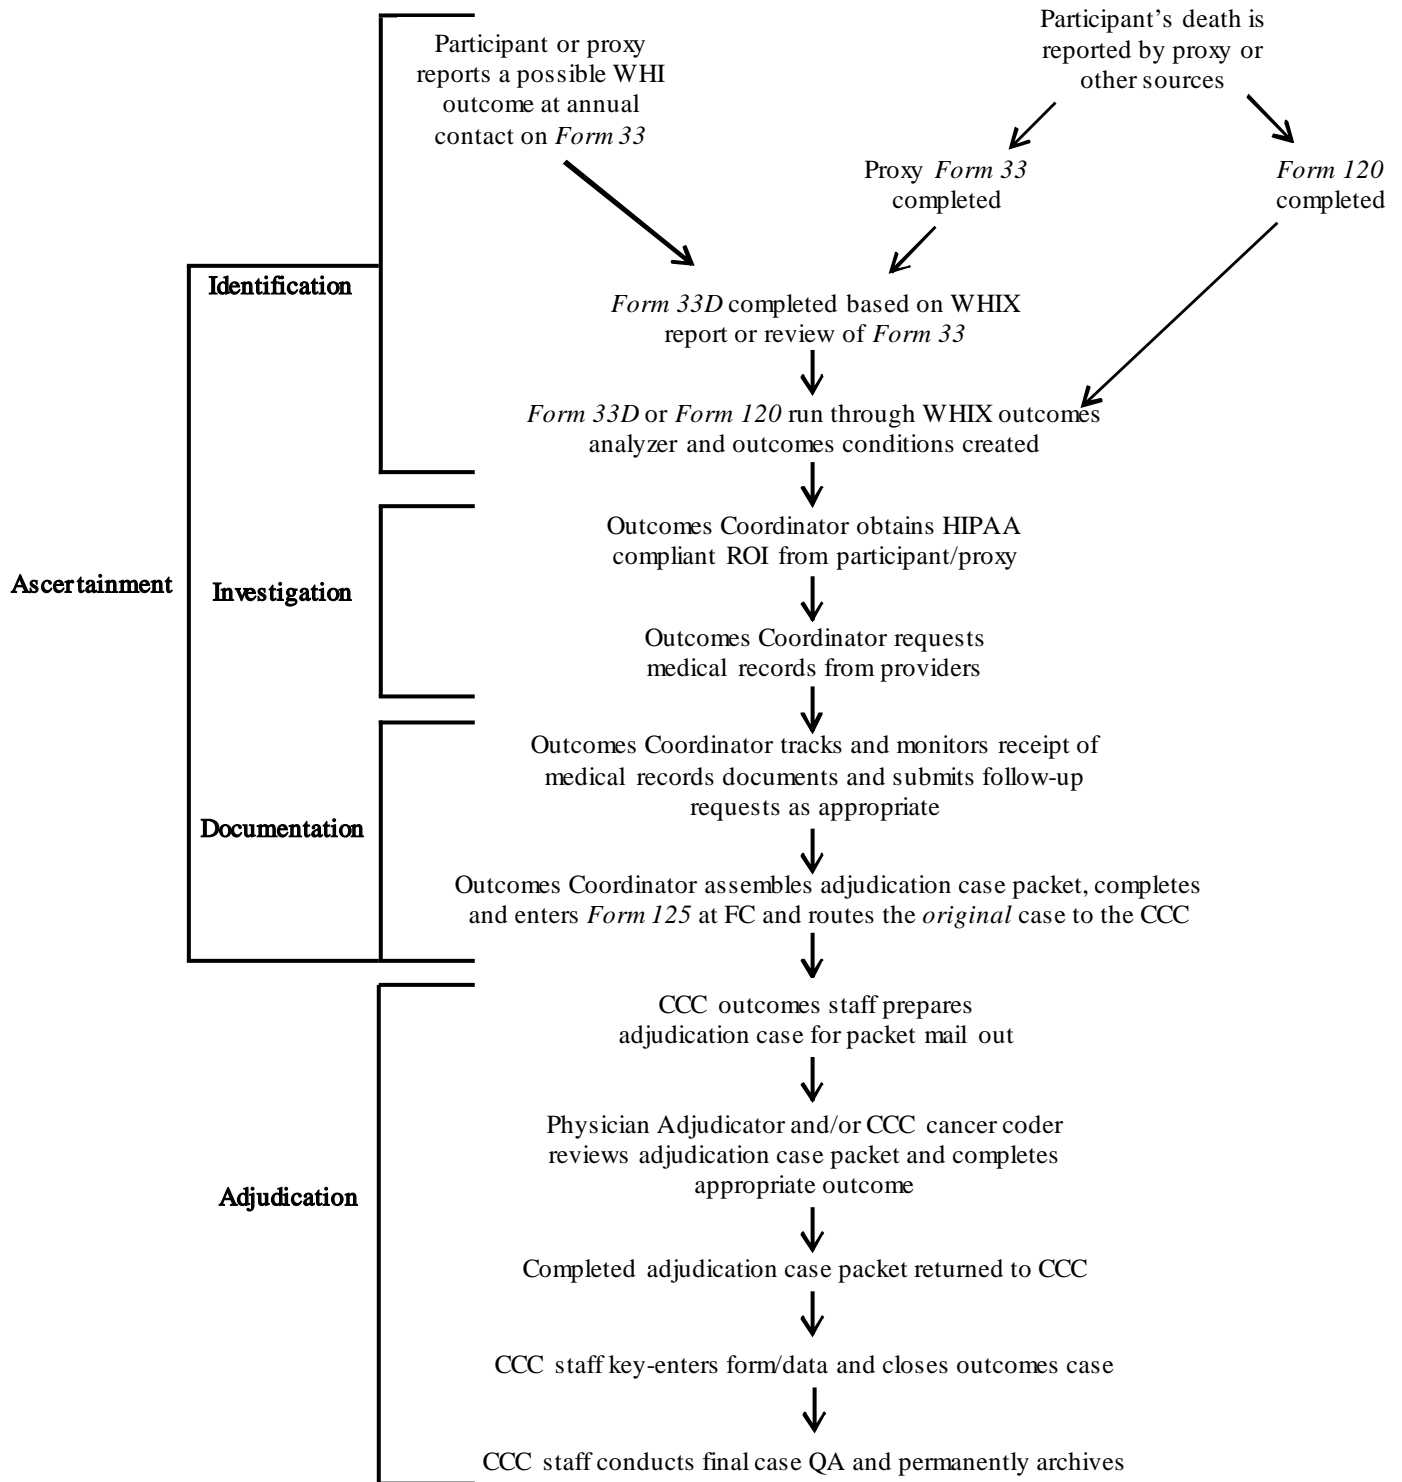 Participant or proxy
reports a possible WHI
outcome at annual
contact on Form 33
Participant’s death is
reported by proxy or
other sources
Proxy Form 33
completed
Form 120
completed
Identification
Form 33D completed based on WHIX
report or review of Form 33
Form 33D or Form 120 run through WHIX outcomes
analyzer and outcomes conditions created
Ascertainment
Investigation
Outcomes Coordinator obtains HIPAA
compliant ROI from participant/proxy
Outcomes Coordinator requests
medical records from providers
Documentation
Outcomes Coordinator tracks and monitors receipt of
medical records documents and submits follow-up
requests as appropriate
Outcomes Coordinator assembles adjudication case packet, completes
and enters Form 125 at FC and routes the original case to the CCC
Adjudication
CCC outcomes staff prepares
adjudication case for packet mail out
Physician Adjudicator and/or CCC cancer coder
reviews adjudication case packet and completes
appropriate outcome
Completed adjudication case packet returned to CCC
CCC staff key-enters form/data and closes outcomes case
CCC staff conducts final case QA and permanently archives